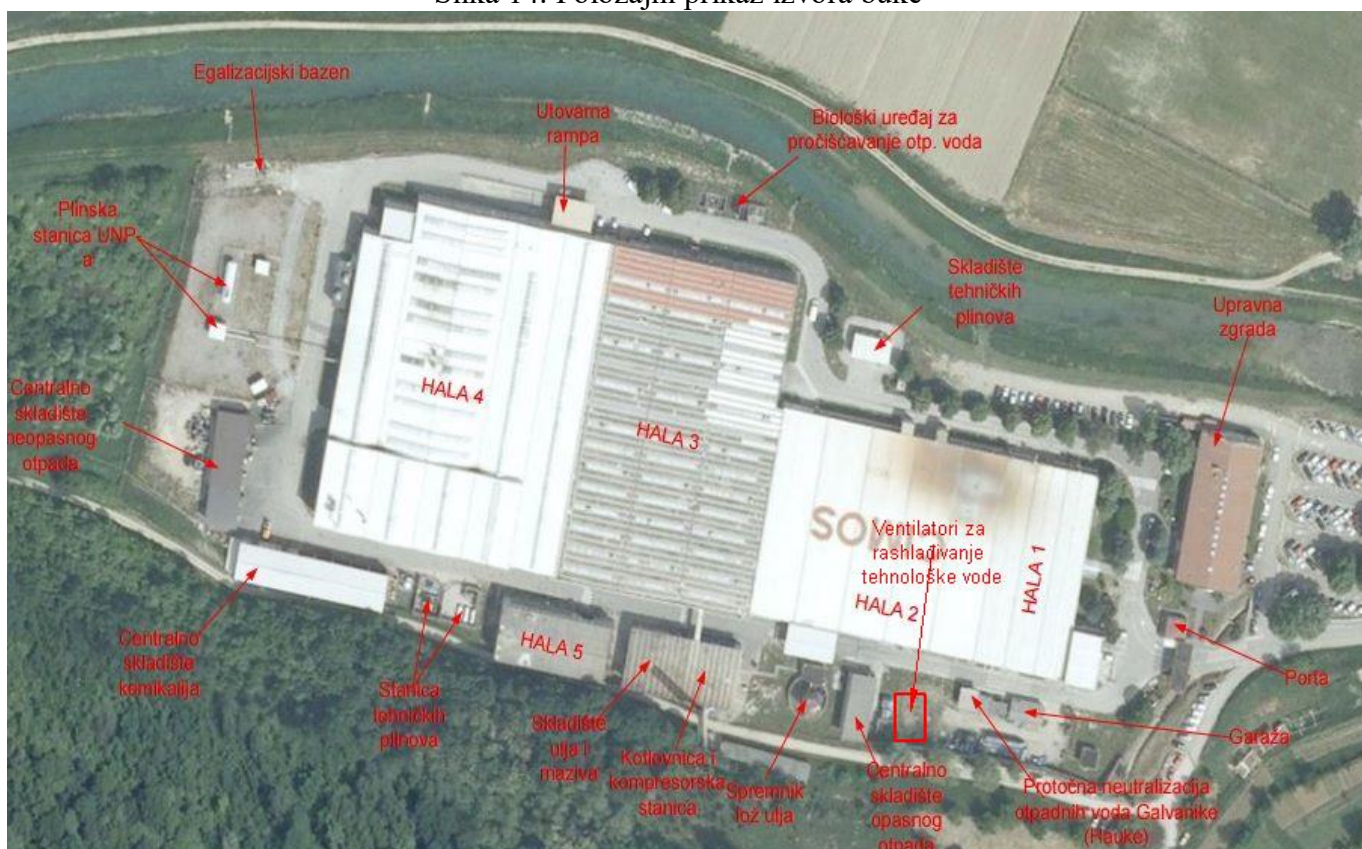 Slika 14. Položajni prikaz izvora buke
Egalizacijski bazen
Utovarna
rampa
Biološki uređaj za
pročišćavanje otp. voda
Plinska
stanica UNP
a
Skladište
tehničkih
plinova
Upravna
zgrada
Centralno
skladište
neopasnog
otpada
HALA 4
HALA 3
Ventilatori za
rashlađivanje
tehnološke vode
HALA 1
HALA 2
HALA 5
Centralno
skladište
kemikalija
Stanica
tehničkih
plinova
Skladište
ulja i
maziva
Kotlovnica i
kompresorska
stanica
Spremnik
lož ulja
Centralno
skladište
opasnog
otpada
Protočna neutralizacija
otpadnih voda Galvanike
(Hauke)
Garaža
Porta